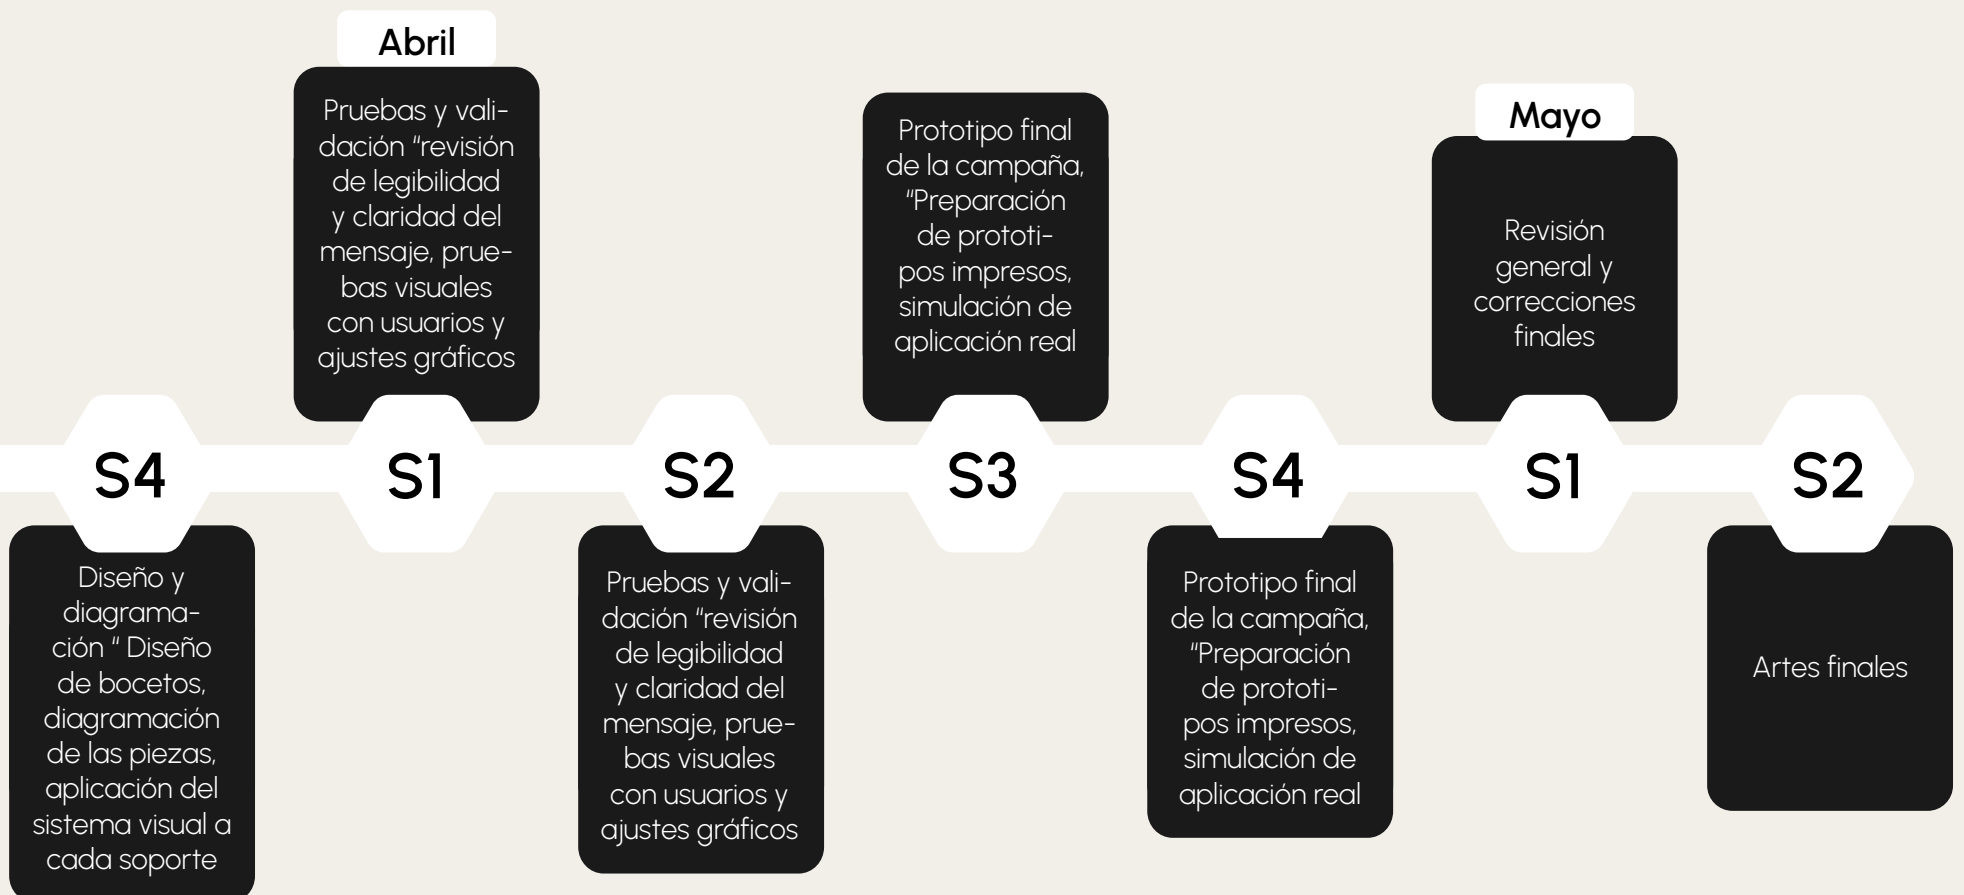 Abril
Pruebas y vali-
dación “revisión
de legibilidad
y claridad del
mensaje, prue-
bas visuales
con usuarios y
ajustes gráficos
Prototipo final
de la campaña,
“Preparación
de prototi-
pos impresos,
simulación de
aplicación real
Mayo
Revisión
general y
correcciones
finales
S4
S1
S2
S3
S4
S1
S2
Diseño y
diagrama-
ción “ Diseño
de bocetos,
diagramación
de las piezas,
aplicación del
sistema visual a
cada soporte
Pruebas y vali-
dación “revisión
de legibilidad
y claridad del
mensaje, prue-
bas visuales
con usuarios y
ajustes gráficos
Prototipo final
de la campaña,
“Preparación
de prototi-
pos impresos,
simulación de
aplicación real
Artes finales